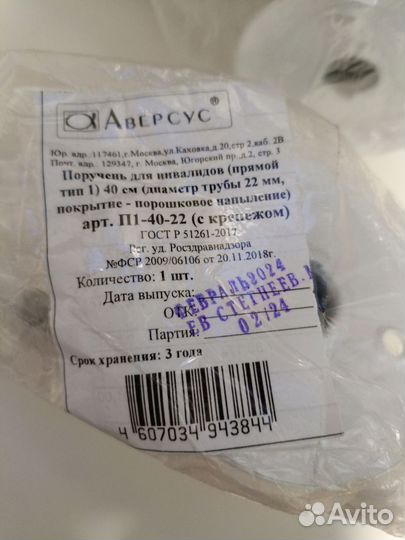 АВЕРСУС®
Юр. адр. 117461, г. Москва, ул. Каховка, д.20, стр 2, каб. 2В
Почт. адр. 129347, г. Москва, Югорский пр.д.2, стр. 3
Поручень для инвалидов (прямой
тип 1) 40 см (диаметр трубы 22 мм,
покрытие - порошковое напыление)
арт. П1-40-22 (с крепежом)
ГОСТ Р 51261-2017
Рег. уд. Росздравнадзора
№ФСР 2009/06106 от 20.11.2018г.
Количество: 1 шт.
Дата выпуска:
ФЕВРАЛЬ2024
ОТК
СТЕГНЕЕВ
Партия:
02/24
Срок хранения: 3 года
4 607034 943844
Avito